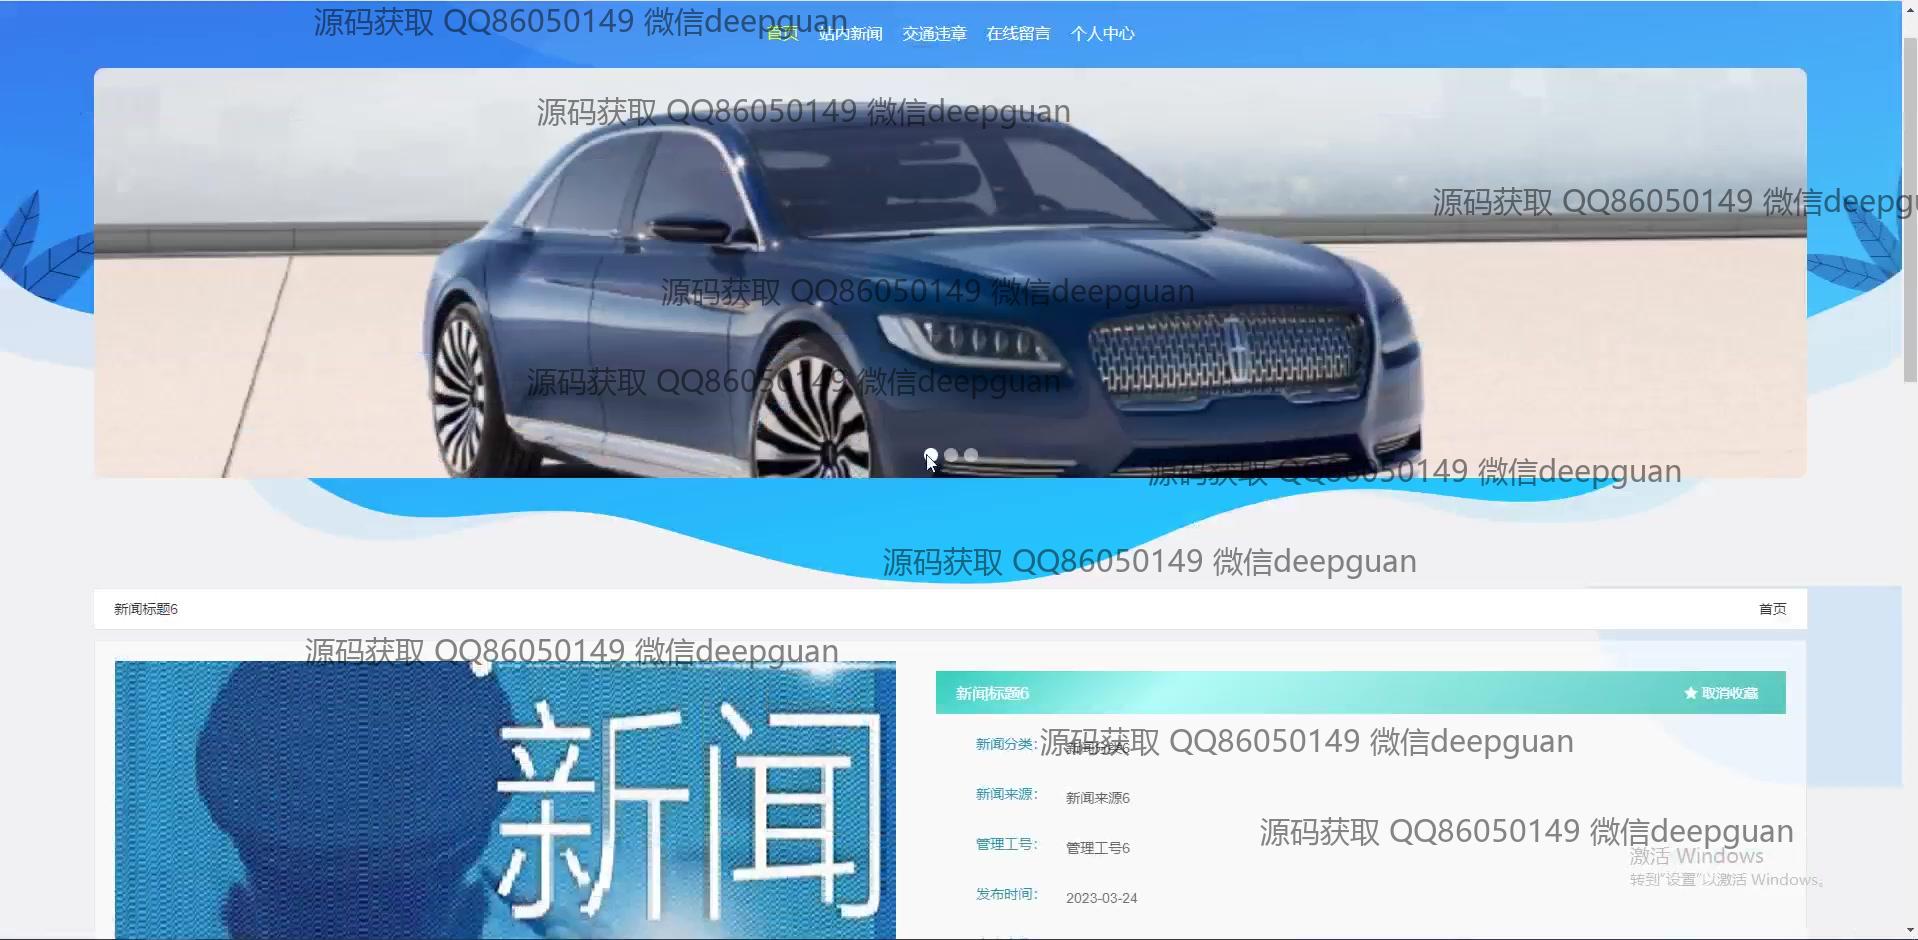 源码获取 QQ86050149 微信deepguan
首页 站内新闻 交通违章 在线留言 个人中心
源码获取 QQ86050149 微信deepguan
源码获取 QQ86050149 微信deepgu
源码获取 QQ86050149 微信deepguan
源码获取 QQ86050149 微信deepguan
源码获取 QQ86050149 微信deepguan
源码获取 QQ86050149 微信deepguan
新闻标题6 首页
源码获取 QQ86050149 微信deepguan
新闻
新闻标题6 ★ 取消收藏
新闻分类： 新闻分类6
源码获取 QQ86050149 微信deepguan
新闻来源： 新闻来源6
源码获取 QQ86050149 微信deepguan
管理工号： 管理工号6
激活 Windows
转到"设置"以激活 Windows。
发布时间： 2023-03-24